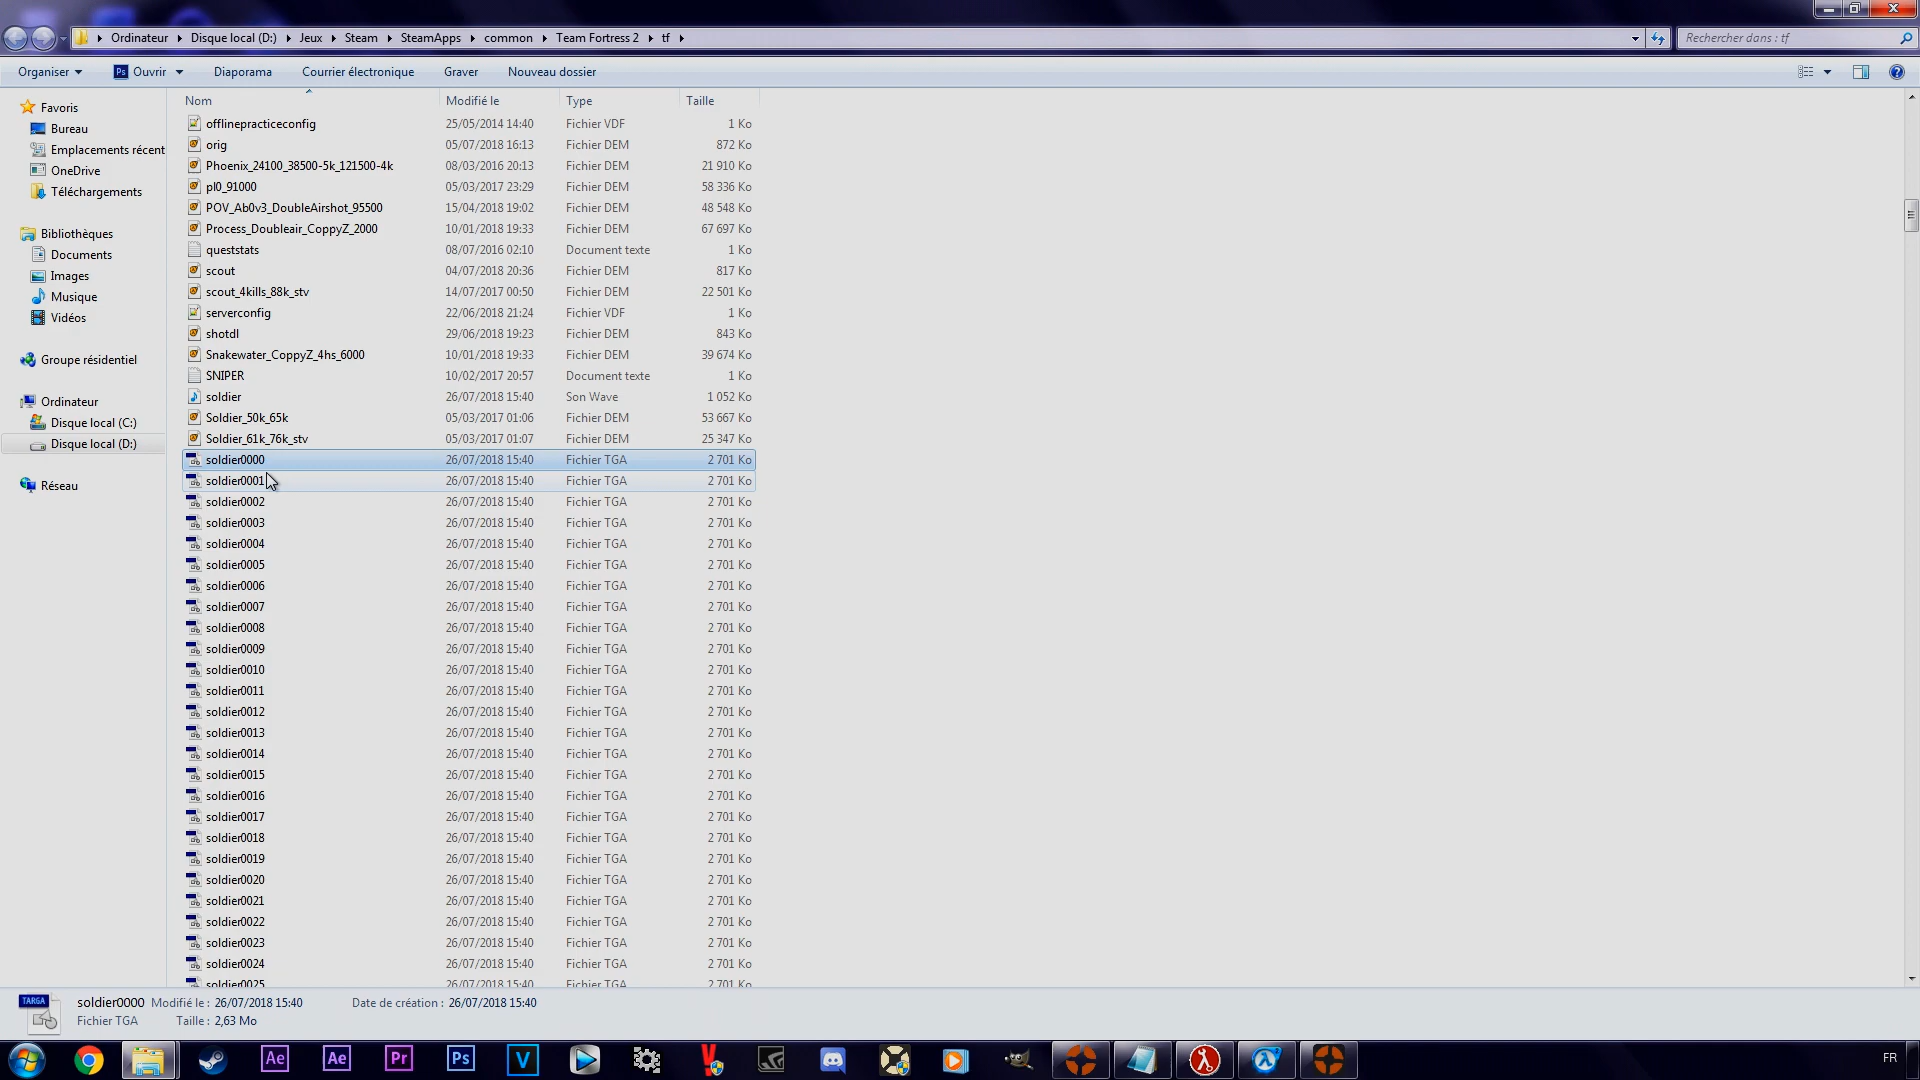 Ordinateur Disque local (D:) Jeux Steam SteamApps common Team Fortress 2 tf Rechercher dans : tf
Organiser Ps Ouvrir Diaporama Courrier électronique Graver Nouveau dossier
Nom Modifié le Type Taille
Favoris
Bureau
Emplacements récent
OneDrive
Téléchargements
Bibliothèques
Documents
Images
Musique
Vidéos
Groupe résidentiel
Ordinateur
Disque local (C:)
Disque local (D:)
Réseau
offlinepracticeconfig 25/05/2014 14:40 Fichier VDF 1 Ko
orig 05/07/2018 16:13 Fichier DEM 872 Ko
Phoenix_24100_38500-5k_121500-4k 08/03/2016 20:13 Fichier DEM 21 910 Ko
pl0_91000 05/03/2017 23:29 Fichier DEM 58 336 Ko
POV_Ab0v3_DoubleAirshot_95500 15/04/2018 19:02 Fichier DEM 48 548 Ko
Process_Doubleair_CoppyZ_2000 10/01/2018 19:33 Fichier DEM 67 697 Ko
queststats 08/07/2016 02:10 Document texte 1 Ko
scout 04/07/2018 20:36 Fichier DEM 817 Ko
scout_4kills_88k_stv 14/07/2017 00:50 Fichier DEM 22 501 Ko
serverconfig 22/06/2018 21:24 Fichier VDF 1 Ko
shotdl 29/06/2018 19:23 Fichier DEM 843 Ko
Snakewater_CoppyZ_4hs_6000 10/01/2018 19:33 Fichier DEM 39 674 Ko
SNIPER 10/02/2017 20:57 Document texte 1 Ko
soldier 26/07/2018 15:40 Son Wave 1 052 Ko
Soldier_50k_65k 05/03/2017 01:06 Fichier DEM 53 667 Ko
Soldier_61k_76k_stv 05/03/2017 01:07 Fichier DEM 25 347 Ko
soldier0000 26/07/2018 15:40 Fichier TGA 2 701 Ko
soldier0001 26/07/2018 15:40 Fichier TGA 2 701 Ko
soldier0002 26/07/2018 15:40 Fichier TGA 2 701 Ko
soldier0003 26/07/2018 15:40 Fichier TGA 2 701 Ko
soldier0004 26/07/2018 15:40 Fichier TGA 2 701 Ko
soldier0005 26/07/2018 15:40 Fichier TGA 2 701 Ko
soldier0006 26/07/2018 15:40 Fichier TGA 2 701 Ko
soldier0007 26/07/2018 15:40 Fichier TGA 2 701 Ko
soldier0008 26/07/2018 15:40 Fichier TGA 2 701 Ko
soldier0009 26/07/2018 15:40 Fichier TGA 2 701 Ko
soldier0010 26/07/2018 15:40 Fichier TGA 2 701 Ko
soldier0011 26/07/2018 15:40 Fichier TGA 2 701 Ko
soldier0012 26/07/2018 15:40 Fichier TGA 2 701 Ko
soldier0013 26/07/2018 15:40 Fichier TGA 2 701 Ko
soldier0014 26/07/2018 15:40 Fichier TGA 2 701 Ko
soldier0015 26/07/2018 15:40 Fichier TGA 2 701 Ko
soldier0016 26/07/2018 15:40 Fichier TGA 2 701 Ko
soldier0017 26/07/2018 15:40 Fichier TGA 2 701 Ko
soldier0018 26/07/2018 15:40 Fichier TGA 2 701 Ko
soldier0019 26/07/2018 15:40 Fichier TGA 2 701 Ko
soldier0020 26/07/2018 15:40 Fichier TGA 2 701 Ko
soldier0021 26/07/2018 15:40 Fichier TGA 2 701 Ko
soldier0022 26/07/2018 15:40 Fichier TGA 2 701 Ko
soldier0023 26/07/2018 15:40 Fichier TGA 2 701 Ko
soldier0024 26/07/2018 15:40 Fichier TGA 2 701 Ko
soldier0025 26/07/2018 15:40 Fichier TGA 2 701 Ko
TARGA soldier0000 Modifié le : 26/07/2018 15:40 Date de création : 26/07/2018 15:40
Fichier TGA Taille : 2,63 Mo
Ae Ae Pr Ps V FR